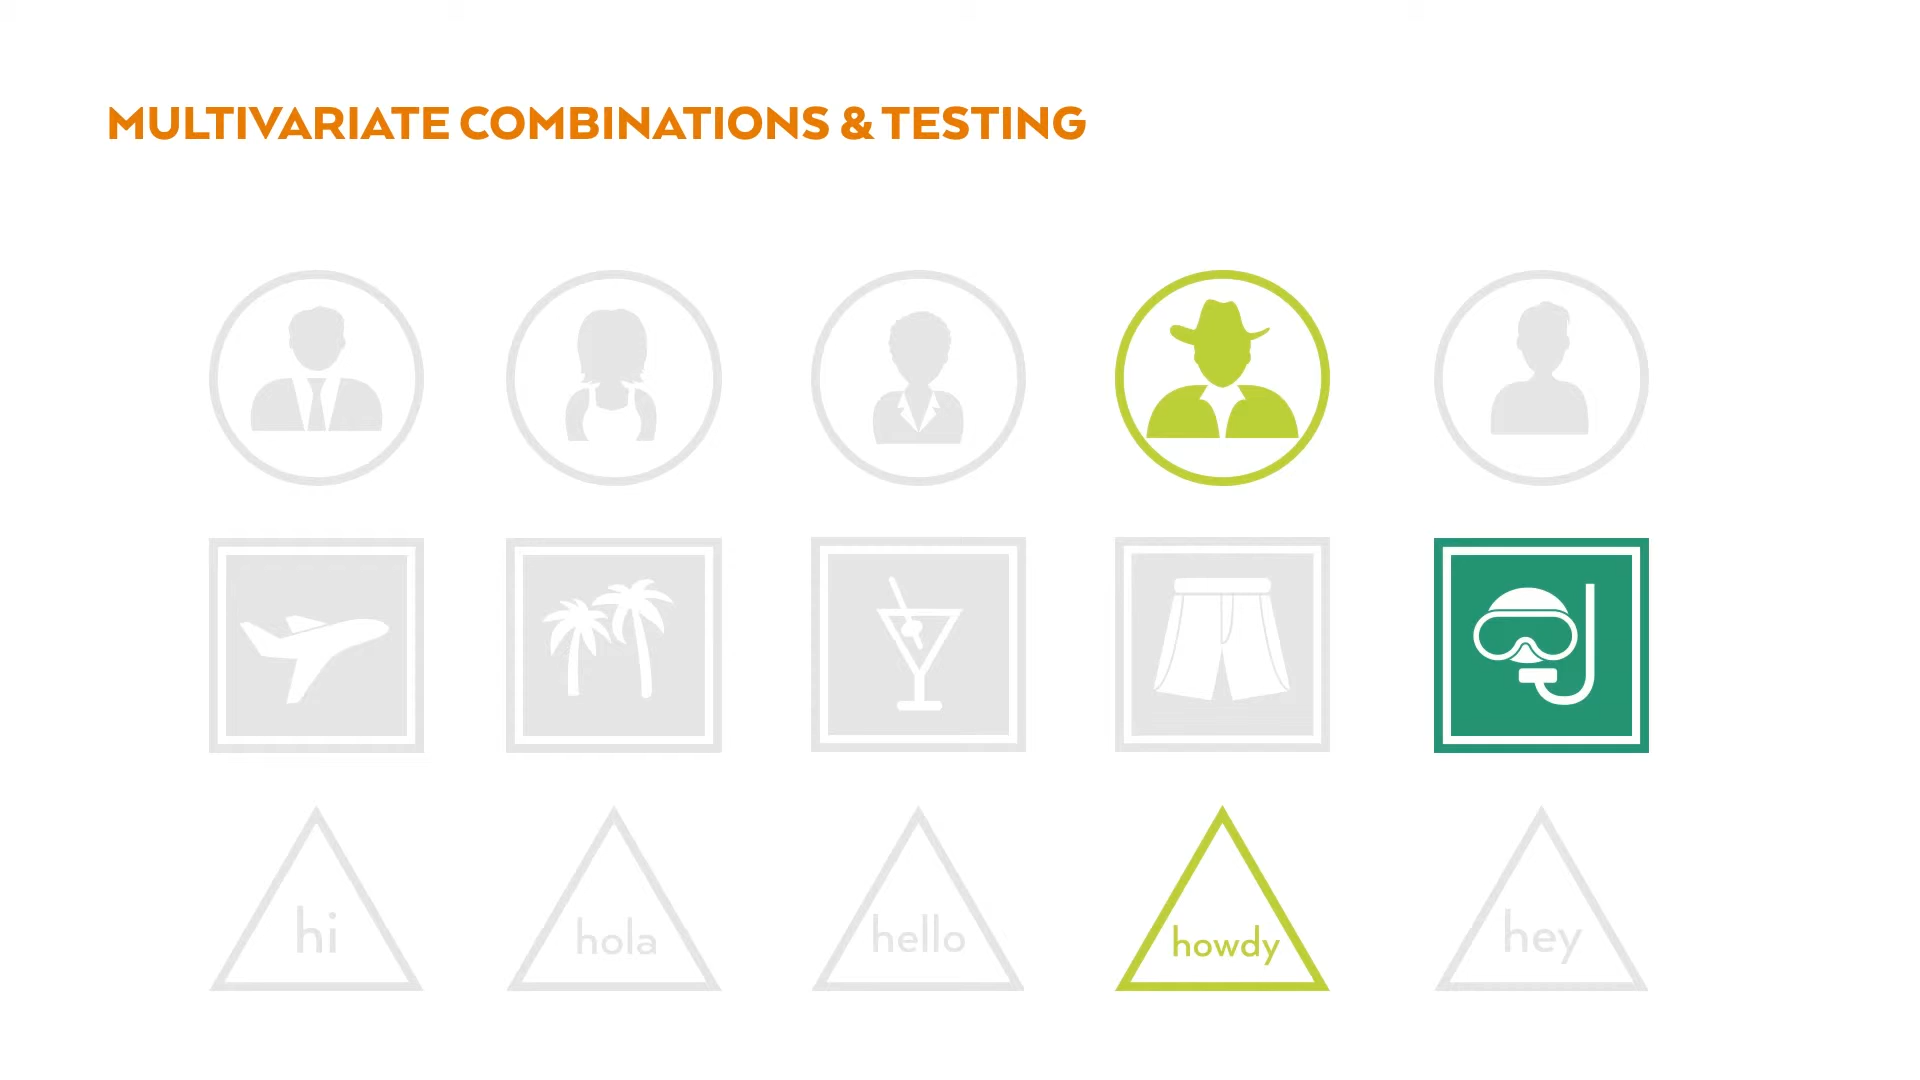 MULTIVARIATE COMBINATIONS & TESTING
hi
hola
hello
howdy
hey